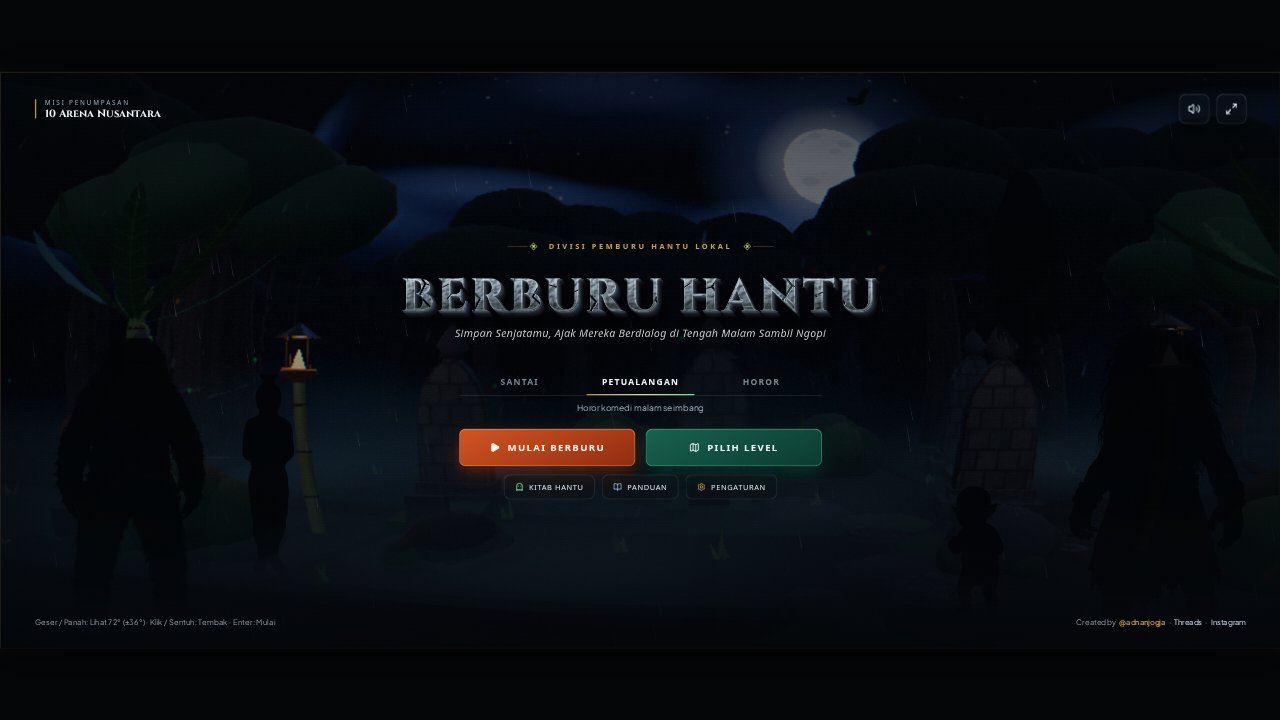 MISI PENUMPASAN
10 Arena Nusantara
DIVISI PEMBURU HANTU LOKAL
BERBURU HANTU
Simpan Senjatamu, Ajak Mereka Berdialog di Tengah Malam Sambil Ngopi
SANTAI PETUALANGAN HOROR
Horor komedi malam seimbang
MULAI BERBURU PILIH LEVEL
KITAB HANTU PANDUAN PENGATURAN
Geser / Panah: Lihat 72° (±36°) · Klik / Sentuh: Tembak · Enter: Mulai
Created by @adhanjogja · Threads · Instagram